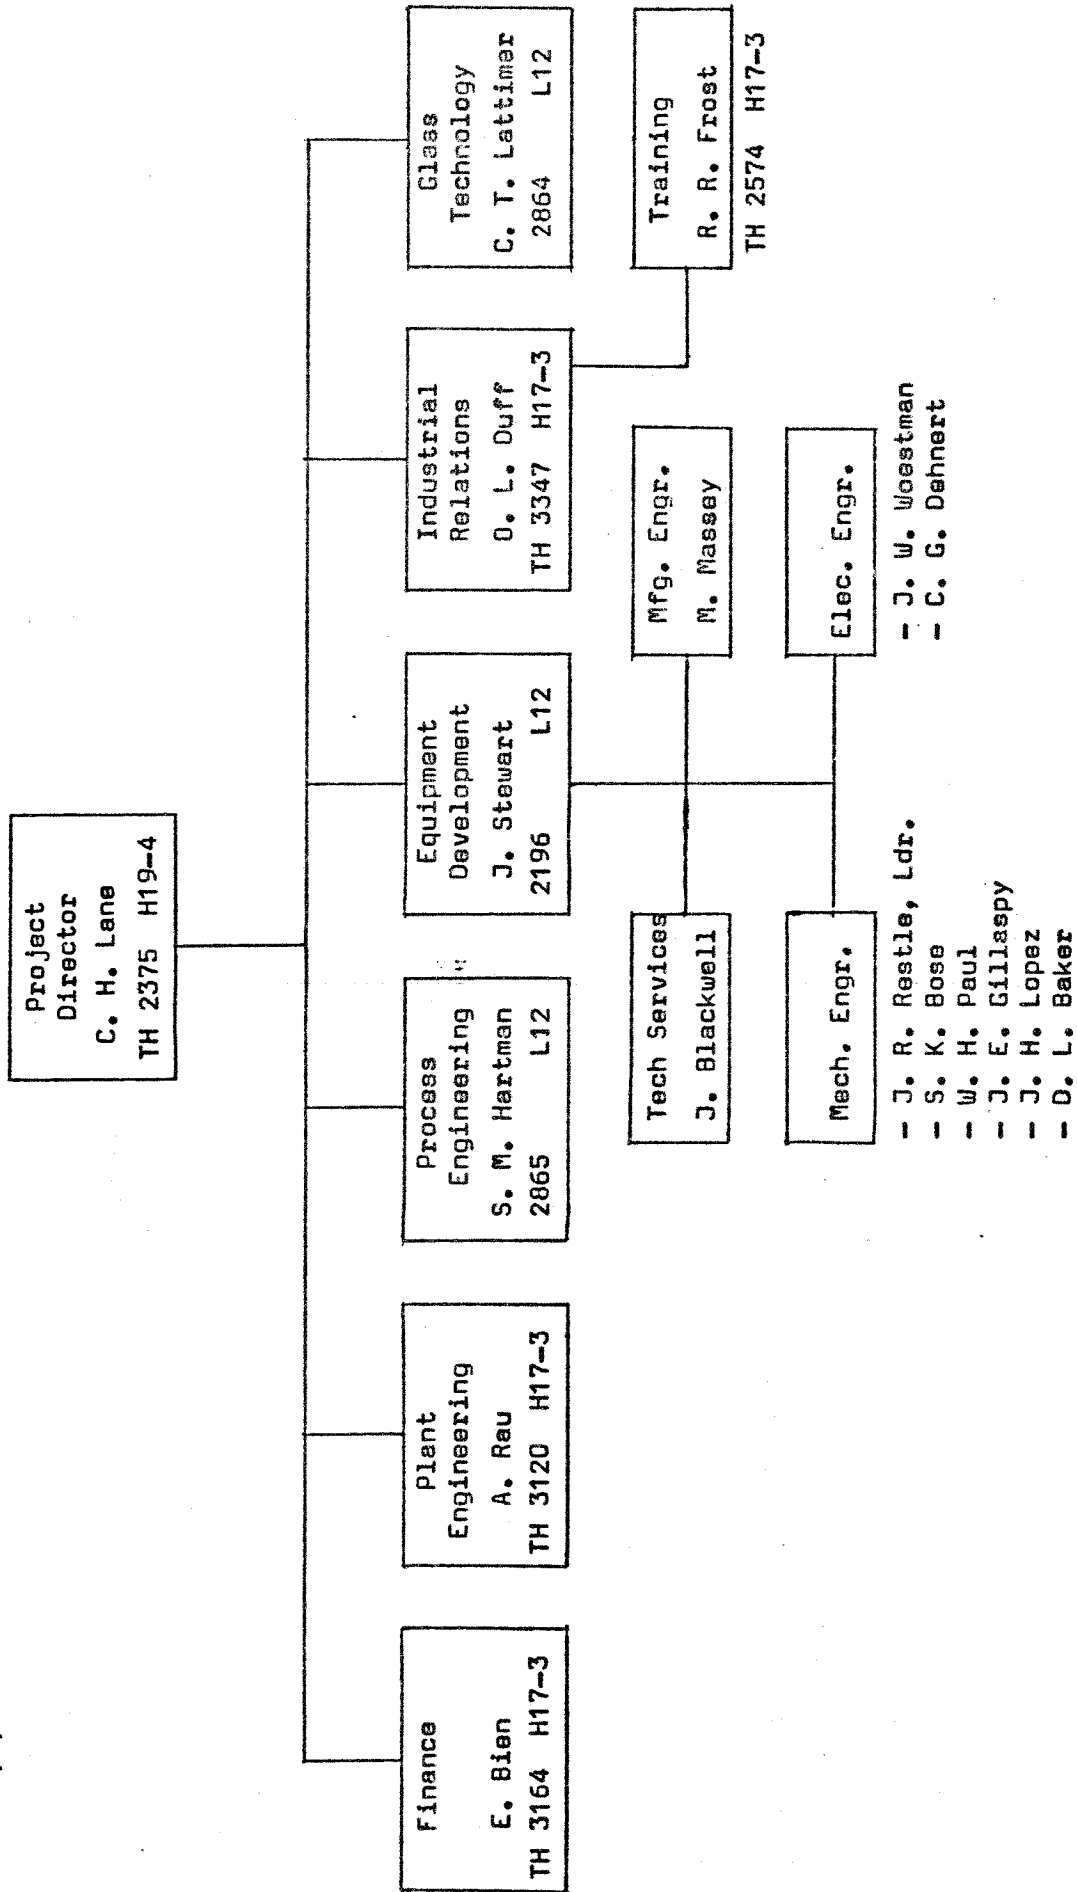 Project
Director
C. H. Lane
TH 2375 H19-4
Finance
E. Bien
TH 3164 H17-3
Plant
Engineering
A. Rau
TH 3120 H17-3
Process
Engineering
S. M. Hartman
2865 L12
Equipment
Development
J. Stewart
2196 L12
Industrial
Relations
O. L. Duff
TH 3347 H17-3
Glass
Technology
C. T. Lattimer
2864 L12
Tech Services
J. Blackwell
Mfg. Engr.
M. Massey
Training
R. R. Frost
TH 2574 H17-3
Mech. Engr.
- J. R. Restle, Ldr.
- S. K. Bose
- W. H. Paul
- J. E. Gillaspy
- J. H. Lopez
- D. L. Baker
Elec. Engr.
- J. W. Woestman
- C. G. Dehnert